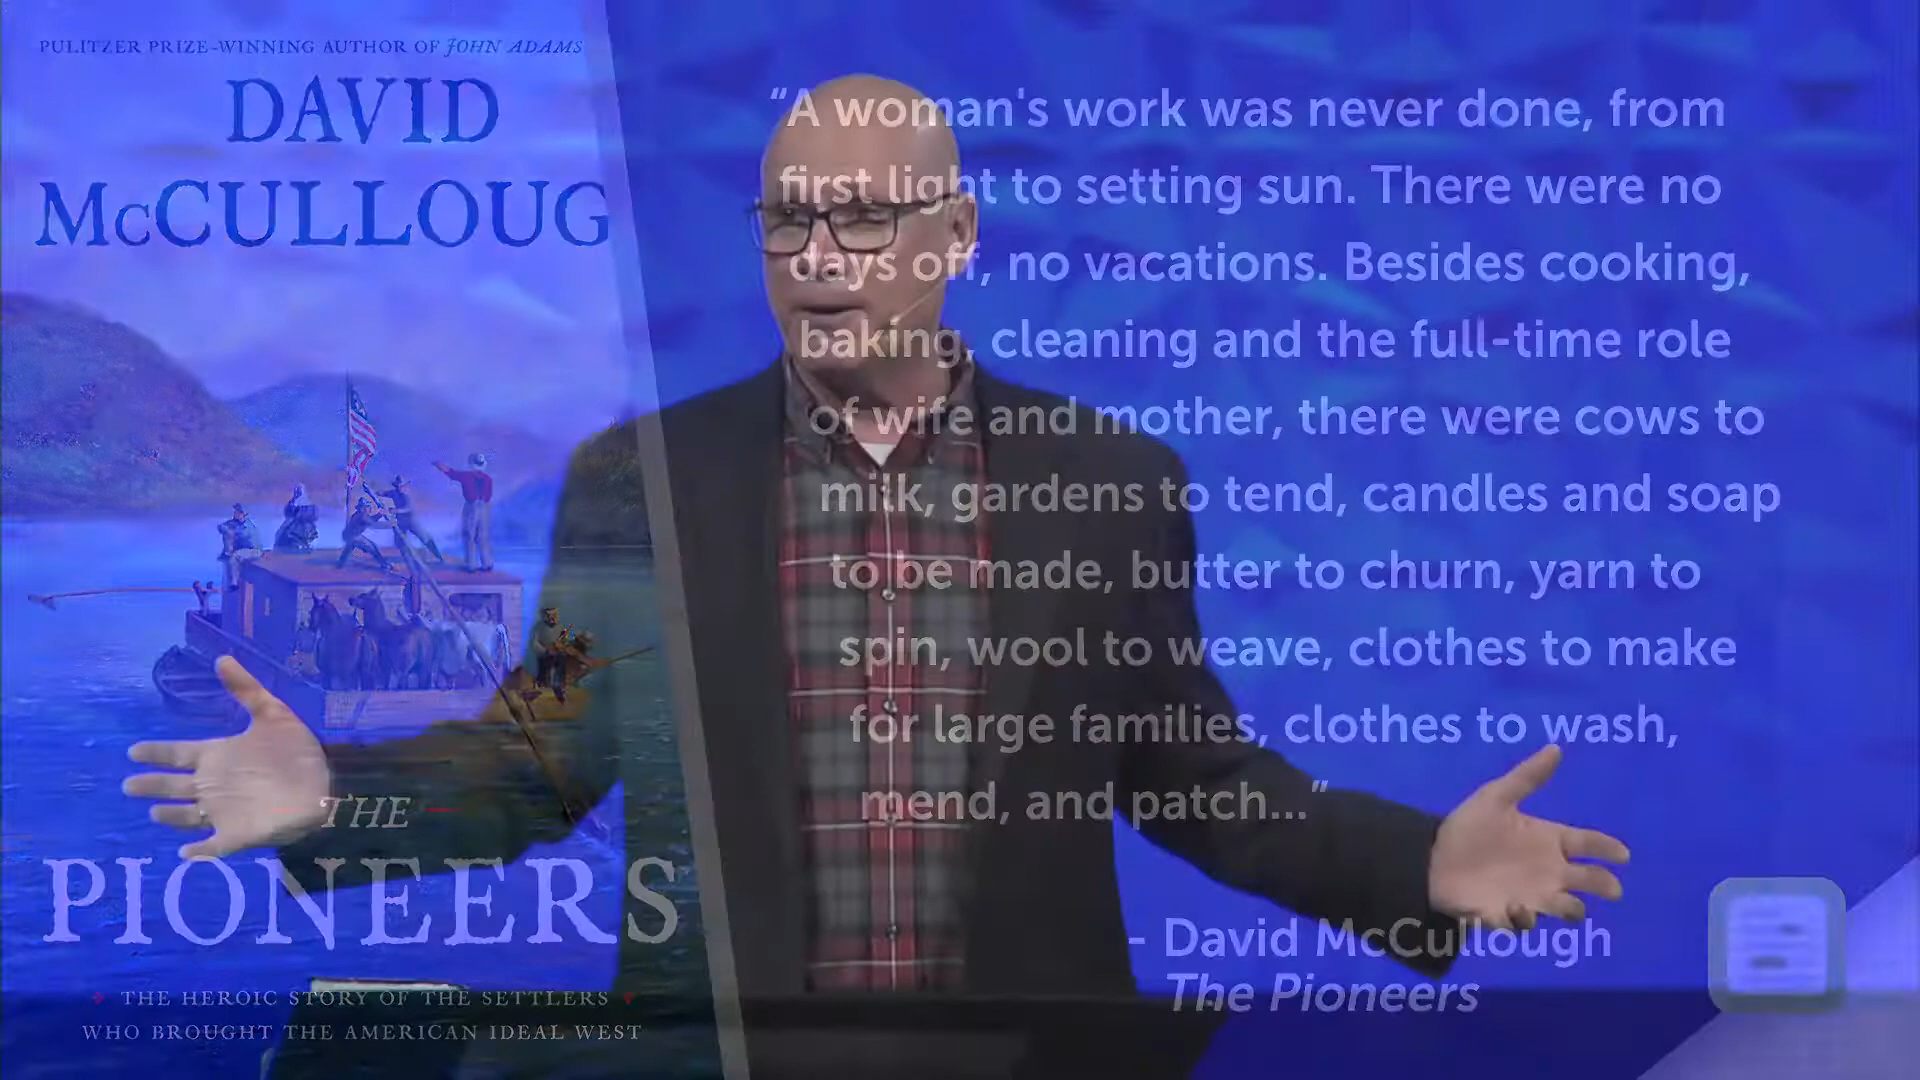 PULITZER PRIZE-WINNING AUTHOR OF JOHN ADAMS
DAVID
McCULLOUG
THE
PIONEERS
THE HEROIC STORY OF THE SETTLERS
WHO BROUGHT THE AMERICAN IDEAL WEST
“A woman's work was never done, from
first light to setting sun. There were no
days off, no vacations. Besides cooking,
baking, cleaning and the full-time role
of wife and mother, there were cows to
milk, gardens to tend, candles and soap
to be made, butter to churn, yarn to
spin, wool to weave, clothes to make
for large families, clothes to wash,
mend, and patch...”
- David McCullough
The Pioneers